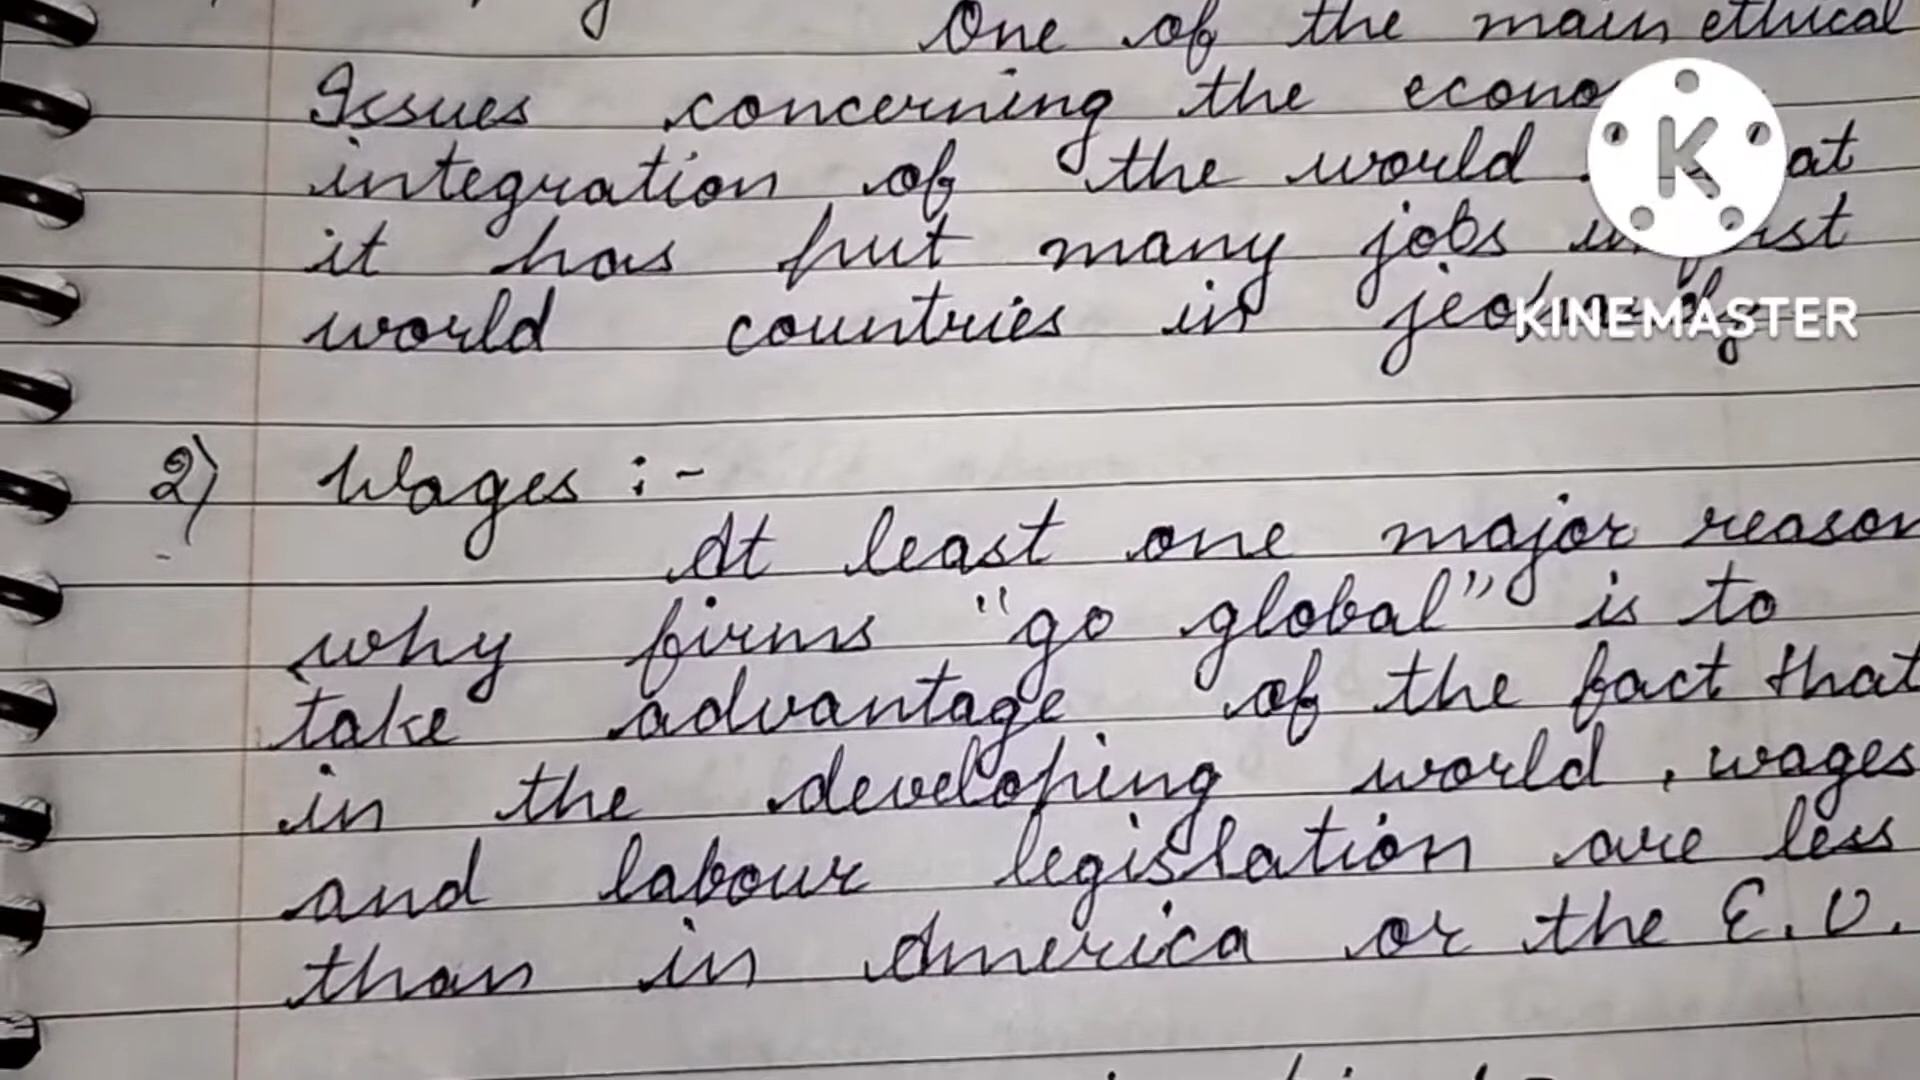 One of the main ethical
Issues concerning the
integration of the world
it has put many jobs
world countries in
KINEMASTER
2) Wages :-
At least one major reason
why firms "go global" is to
take advantage of the fact that
in the developing world, wages
and labour legislation are less
than in America or the E.U.